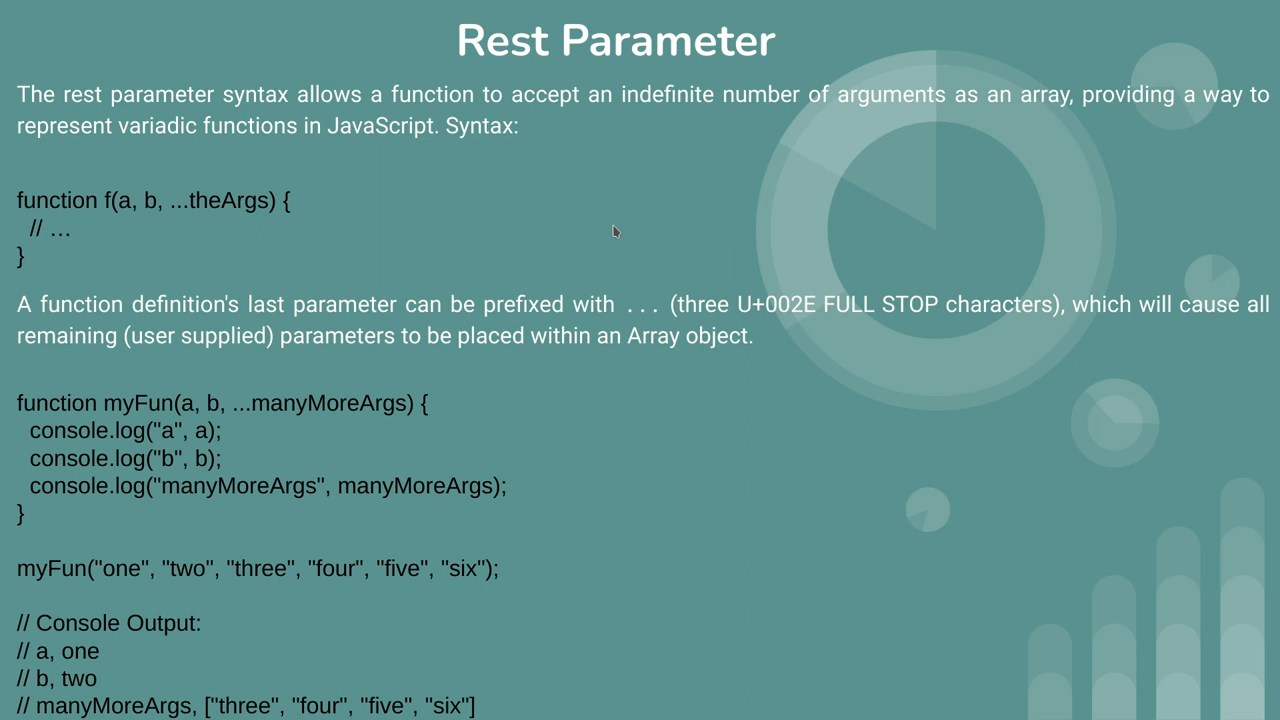 Rest Parameter
The rest parameter syntax allows a function to accept an indefinite number of arguments as an array, providing a way to
represent variadic functions in JavaScript. Syntax:
function f(a, b, ...theArgs) {
  // …
}
A function definition's last parameter can be prefixed with ... (three U+002E FULL STOP characters), which will cause all
remaining (user supplied) parameters to be placed within an Array object.
function myFun(a, b, ...manyMoreArgs) {
  console.log("a", a);
  console.log("b", b);
  console.log("manyMoreArgs", manyMoreArgs);
}
myFun("one", "two", "three", "four", "five", "six");
// Console Output:
// a, one
// b, two
// manyMoreArgs, ["three", "four", "five", "six"]